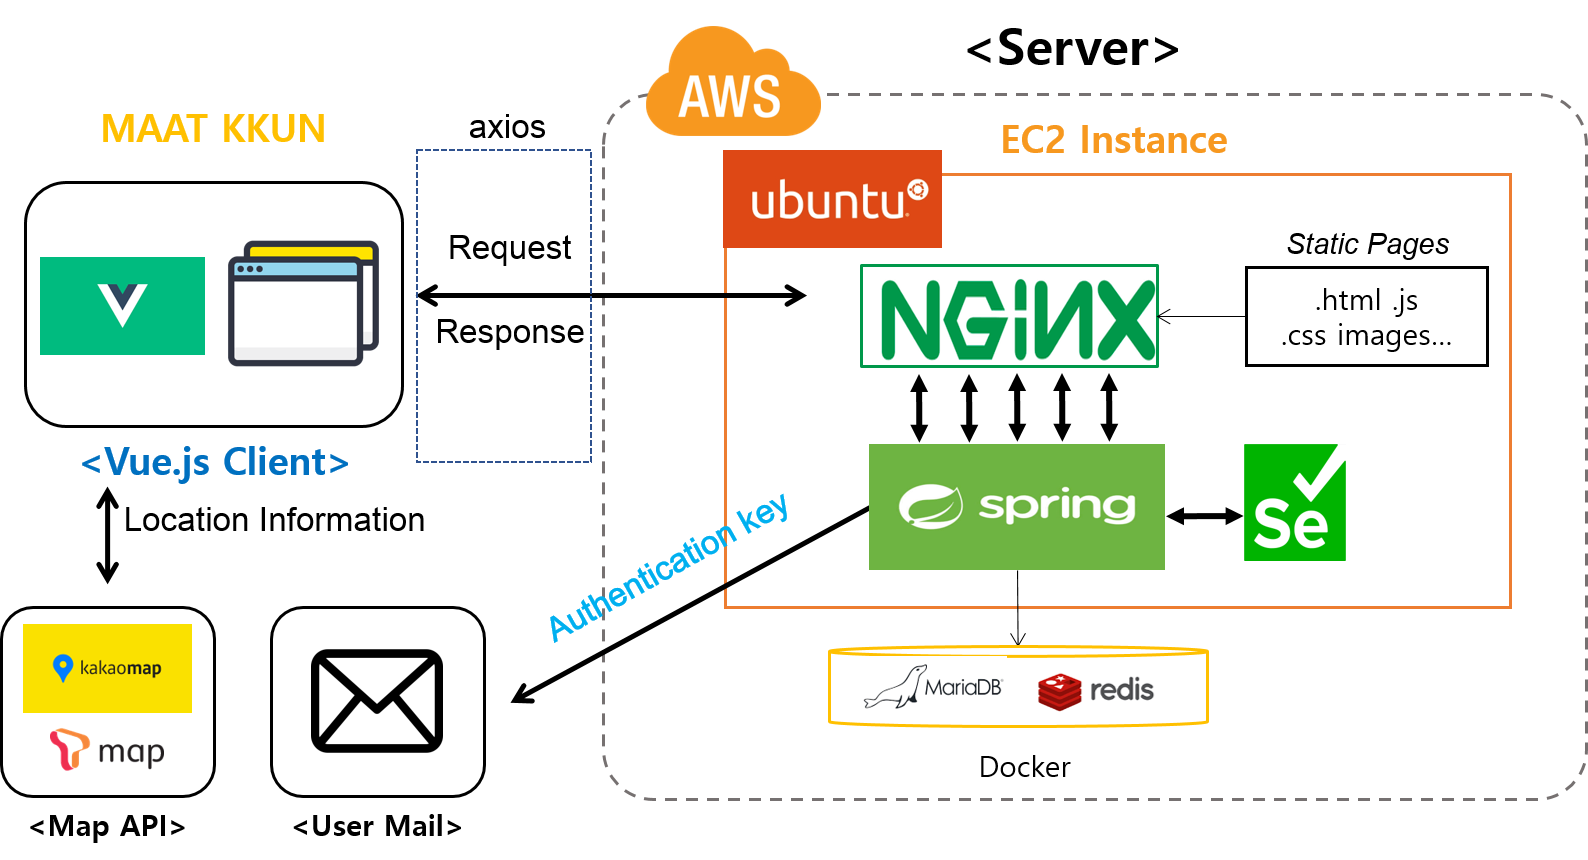 <Server>
AWS
MAAT KKUN
axios
EC2 Instance
ubuntu
Request
Static Pages
NGINX
.html .js
.css images...
Response
<Vue.js Client>
spring
Se
Location Information
Authentication key
kakaomap
map
MariaDB
redis
Docker
<Map API>
<User Mail>